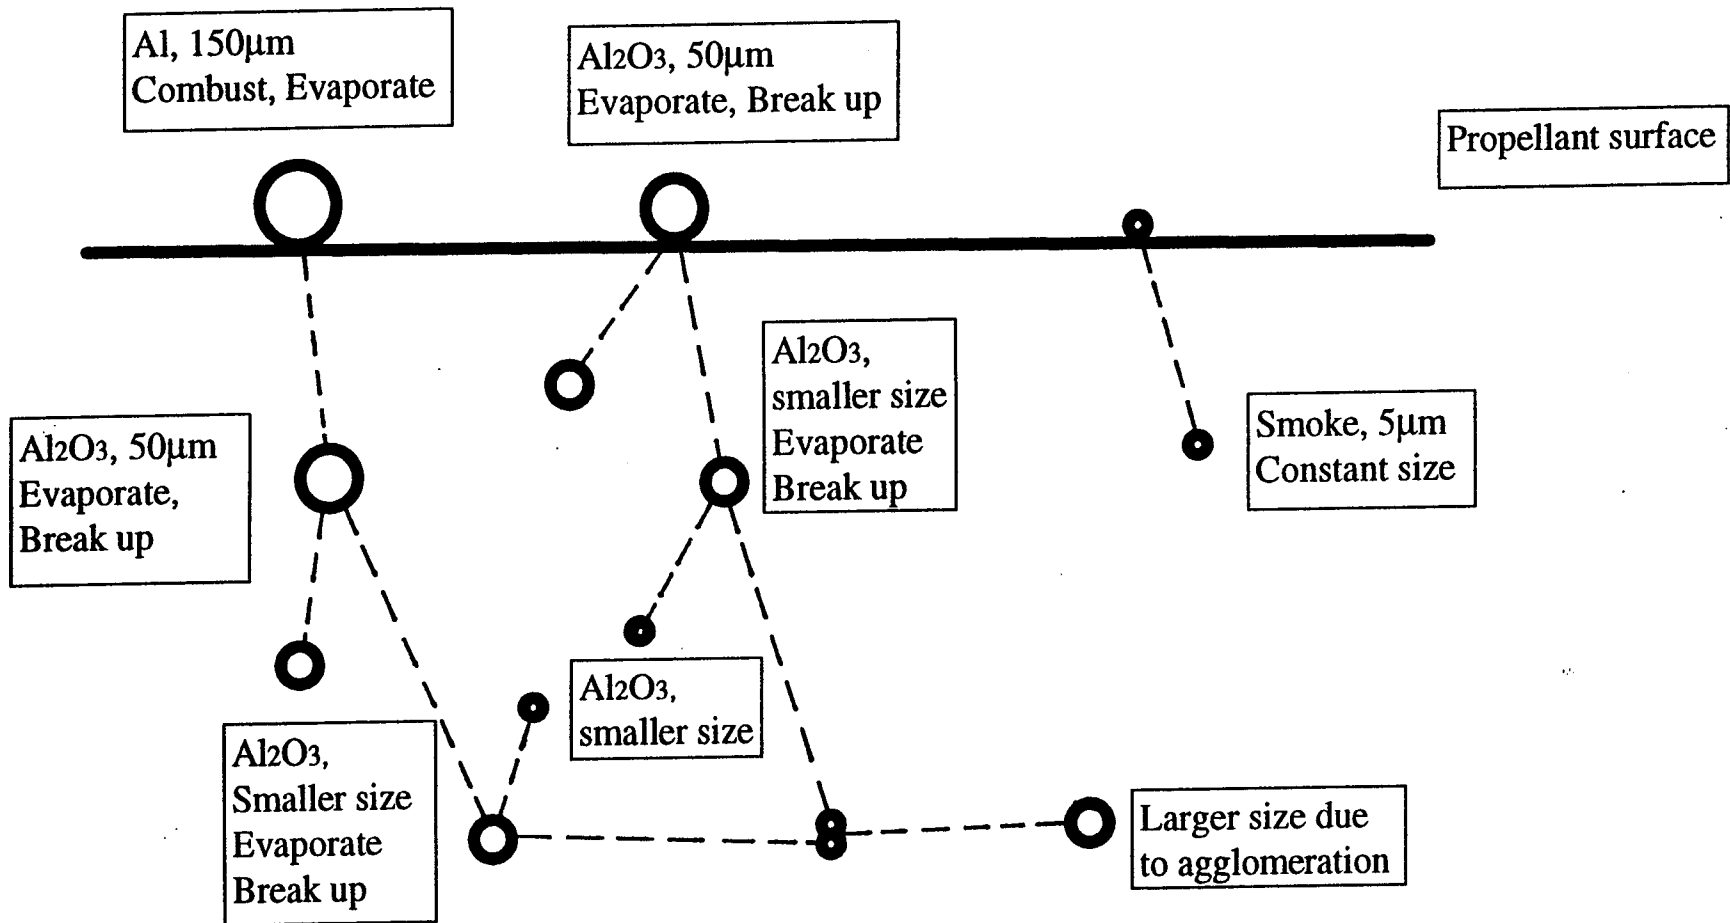 Al, 150μm
Combust, Evaporate
Al2O3, 50μm
Evaporate, Break up
Propellant surface
Al2O3,
smaller size
Evaporate
Break up
Smoke, 5μm
Constant size
Al2O3, 50μm
Evaporate,
Break up
Al2O3,
smaller size
Al2O3,
Smaller size
Evaporate
Break up
Larger size due
to agglomeration